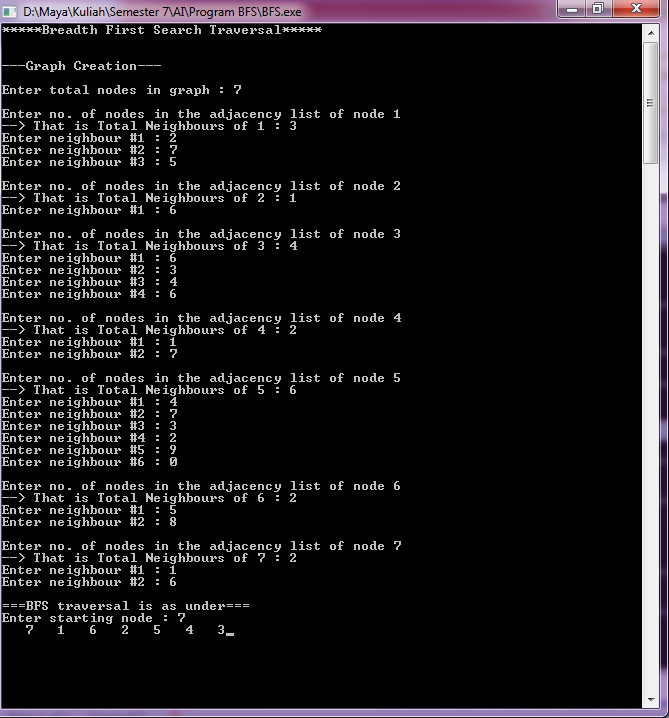 D:\Maya\Kuliah\Semester 7\AI\Program BFS\BFS.exe
*****Breadth First Search Traversal*****
---Graph Creation---
Enter total nodes in graph : 7
Enter no. of nodes in the adjacency list of node 1
--> That is Total Neighbours of 1 : 3
Enter neighbour #1 : 2
Enter neighbour #2 : 7
Enter neighbour #3 : 5
Enter no. of nodes in the adjacency list of node 2
--> That is Total Neighbours of 2 : 1
Enter neighbour #1 : 6
Enter no. of nodes in the adjacency list of node 3
--> That is Total Neighbours of 3 : 4
Enter neighbour #1 : 6
Enter neighbour #2 : 3
Enter neighbour #3 : 4
Enter neighbour #4 : 6
Enter no. of nodes in the adjacency list of node 4
--> That is Total Neighbours of 4 : 2
Enter neighbour #1 : 1
Enter neighbour #2 : 7
Enter no. of nodes in the adjacency list of node 5
--> That is Total Neighbours of 5 : 6
Enter neighbour #1 : 4
Enter neighbour #2 : 7
Enter neighbour #3 : 3
Enter neighbour #4 : 2
Enter neighbour #5 : 9
Enter neighbour #6 : 0
Enter no. of nodes in the adjacency list of node 6
--> That is Total Neighbours of 6 : 2
Enter neighbour #1 : 5
Enter neighbour #2 : 8
Enter no. of nodes in the adjacency list of node 7
--> That is Total Neighbours of 7 : 2
Enter neighbour #1 : 1
Enter neighbour #2 : 6
===BFS traversal is as under===
Enter starting node : 7
7 1 6 2 5 4 3_